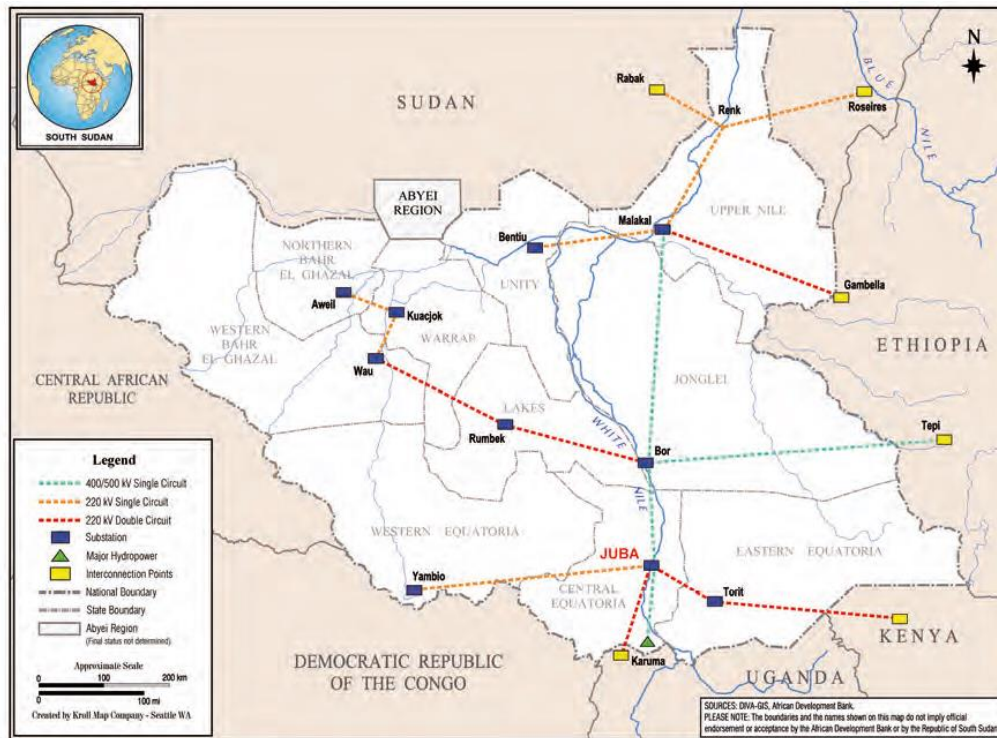 SOUTH SUDAN
N
SUDAN
BLUE
NILE
Rabak
Renk
Roseires
ABYEI
REGION
UPPER NILE
Malakal
Bentiu
NORTHERN
BAHR
EL GHAZAL
UNITY
Gambella
Aweil
Kuacjok
WARRAP
WESTERN
BAHR
EL GHAZAL
ETHIOPIA
Wau
CENTRAL AFRICAN
REPUBLIC
JONGLEI
LAKES
Rumbek
WHITE
NILE
Bor
Tepi
WESTERN EQUATORIA
JUBA
EASTERN EQUATORIA
Yambio
CENTRAL
EQUATORIA
Torit
KENYA
Karuma
DEMOCRATIC REPUBLIC
OF THE CONGO
UGANDA
Legend
400/500 kV Single Circuit
220 kV Single Circuit
220 kV Double Circuit
Substation
Major Hydropower
Interconnection Points
National Boundary
State Boundary
Abyei Region
(Final status not determined)
Approximate Scale
0 100 200 km
0 100 mi
Created by Kroll Map Company - Seattle WA
SOURCES: DIVA-GIS, African Development Bank.
PLEASE NOTE: The boundaries and the names shown on this map do not imply official
endorsement or acceptance by the African Development Bank or by the Republic of South Sudan